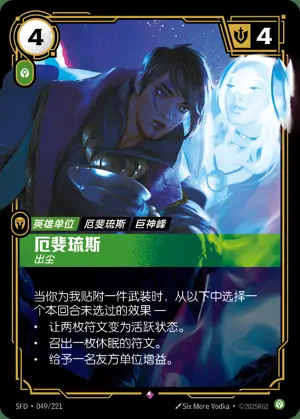 4
4
英雄单位 厄斐琉斯 巨神峰
厄斐琉斯
出尘
当你为我贴附一件武装时，从以下中选择一
个本回合未选过的效果 —
• 让两枚符文变为活跃状态。
• 召出一枚休眠的符文。
• 给予一名友方单位增益。
SFD • 049/221
Six More Vodka • ©2025RGI